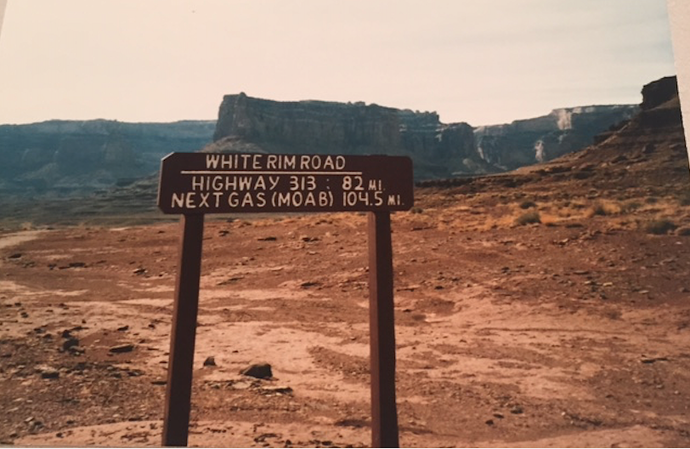 WHITE RIM ROAD
HIGHWAY 313 : 82 MI.
NEXT GAS (MOAB) 104.5 MI.